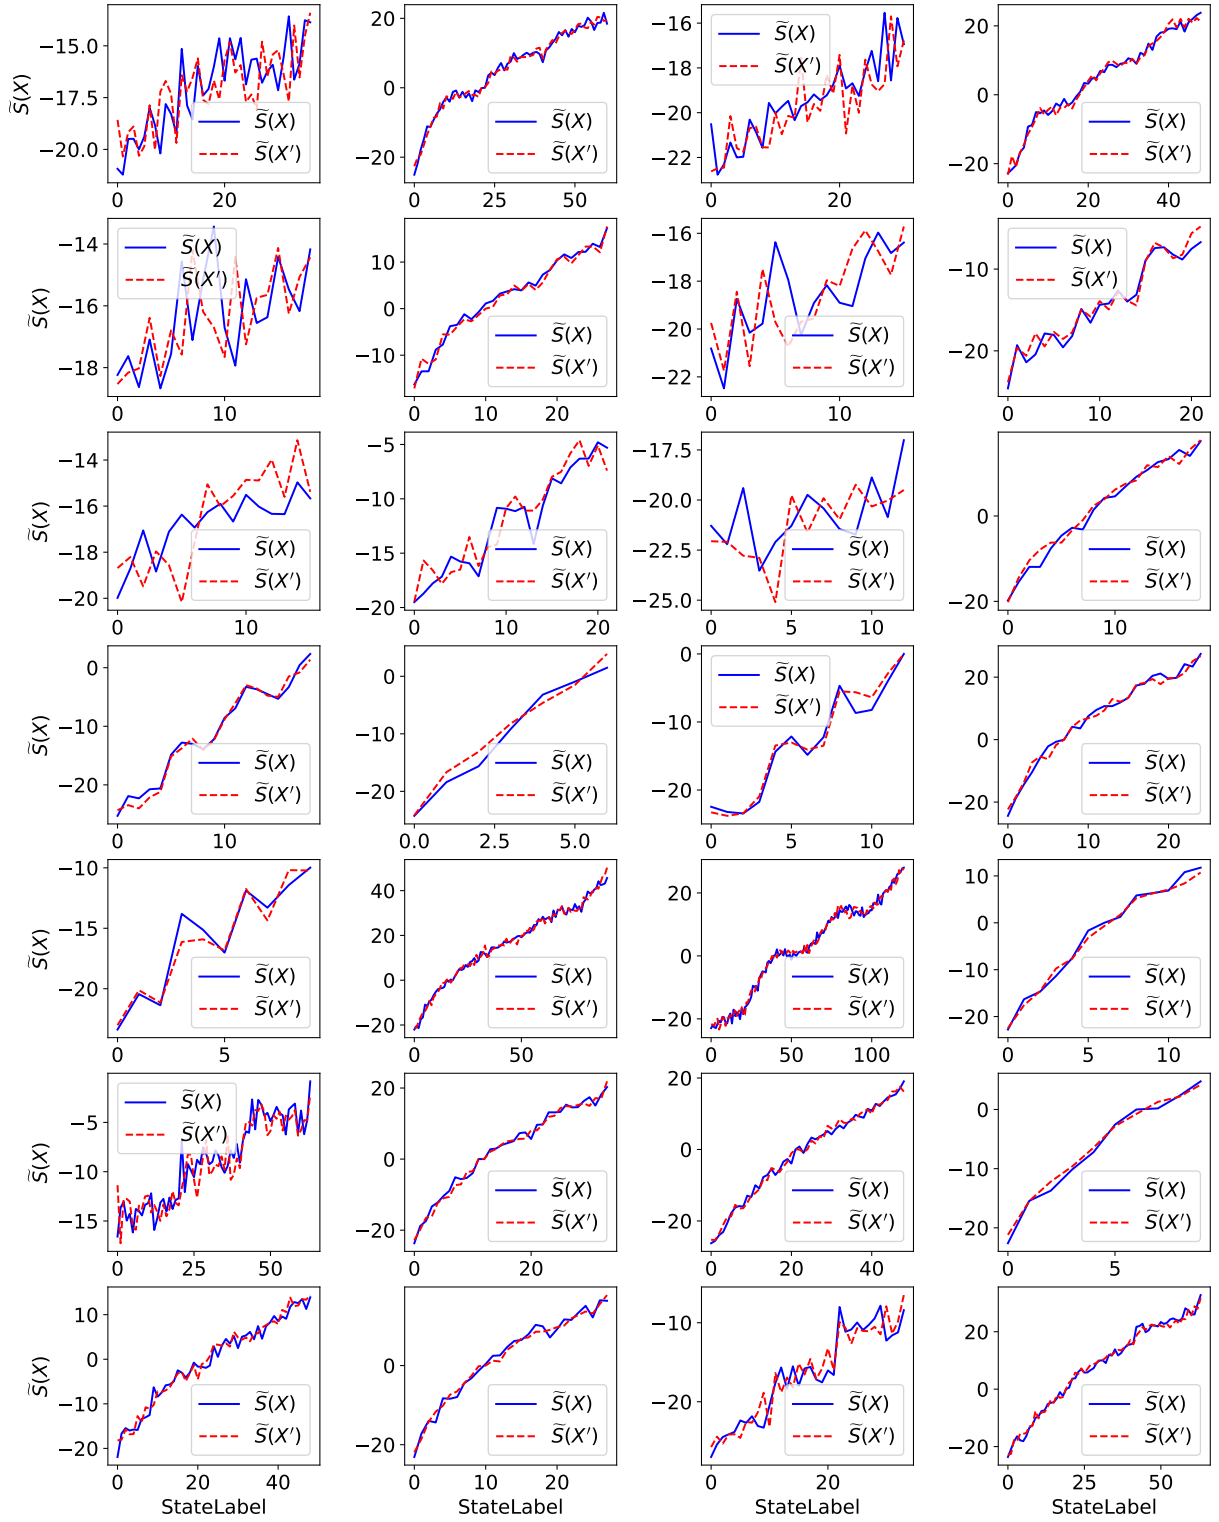 S̃(X)
−15.0
−17.5
−20.0
S̃(X)
S̃(X′)
0 20
20
0
−20
S̃(X)
S̃(X′)
0 25 50
−16
−18
−20
−22
S̃(X)
S̃(X′)
0 10 20 30
20
0
−20
S̃(X)
S̃(X′)
0 20 40
S̃(X)
−14
−16
−18
S̃(X)
S̃(X′)
0 10
10
0
−10
S̃(X)
S̃(X′)
0 10 20
−16
−18
−20
−22
S̃(X)
S̃(X′)
0 10
−10
−20
S̃(X)
S̃(X′)
0 10 20
S̃(X)
−14
−16
−18
−20
S̃(X)
S̃(X′)
0 10
−5
−10
−15
−20
S̃(X)
S̃(X′)
0 10 20
−17.5
−20.0
−22.5
−25.0
S̃(X)
S̃(X′)
0 5 10
0
−20
S̃(X)
S̃(X′)
0 10
S̃(X)
0
−10
−20
S̃(X)
S̃(X′)
0 10
0
−10
−20
S̃(X)
S̃(X′)
0.0 2.5 5.0
0
−10
−20
S̃(X)
S̃(X′)
0 5 10
20
0
−20
S̃(X)
S̃(X′)
0 10 20
S̃(X)
−10
−15
−20
S̃(X)
S̃(X′)
0 5
40
20
0
−20
S̃(X)
S̃(X′)
0 50
20
0
−20
S̃(X)
S̃(X′)
0 50 100
10
0
−10
−20
S̃(X)
S̃(X′)
0 5 10
S̃(X)
−5
−10
−15
S̃(X)
S̃(X′)
0 25 50
20
0
−20
S̃(X)
S̃(X′)
0 20
20
0
−20
S̃(X)
S̃(X′)
0 20 40
0
−10
−20
S̃(X)
S̃(X′)
0 5
S̃(X)
10
0
−10
−20
S̃(X)
S̃(X′)
0 20 40
StateLabel
0
−20
S̃(X)
S̃(X′)
0 10 20
StateLabel
−10
−20
S̃(X)
S̃(X′)
0 20
StateLabel
20
0
−20
S̃(X)
S̃(X′)
0 25 50
StateLabel